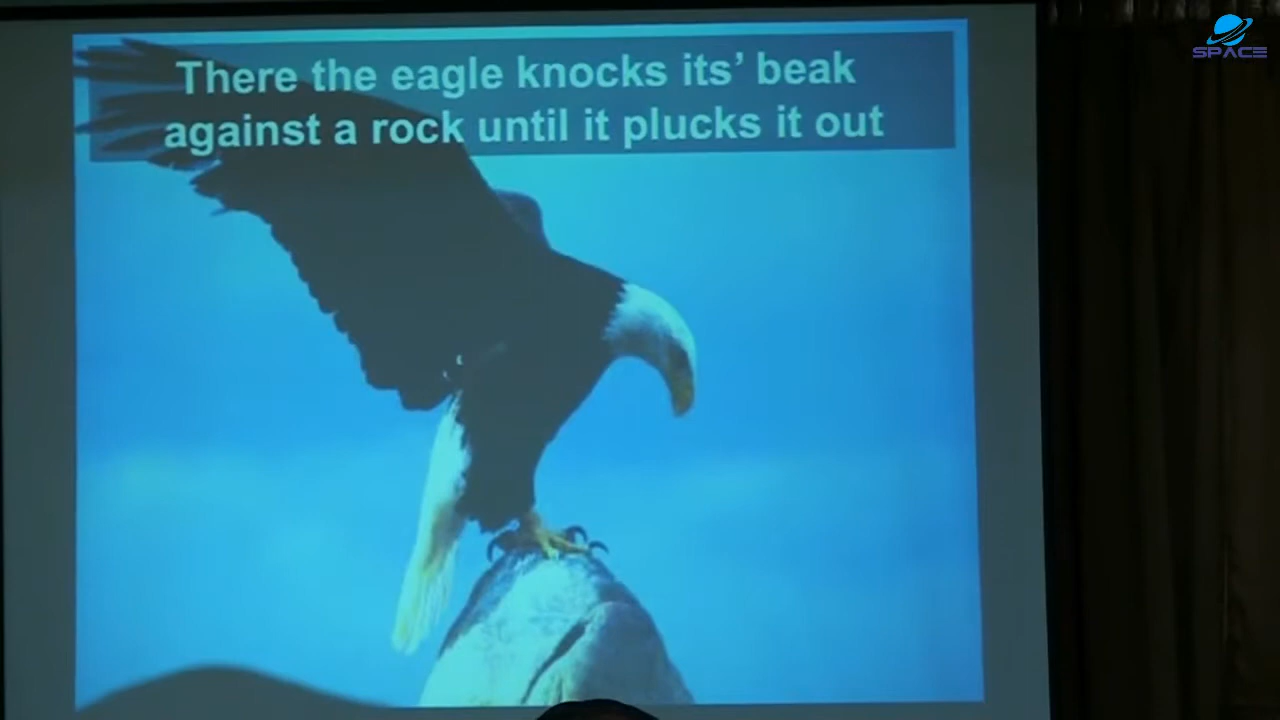 SPACE
There the eagle knocks its’ beak
against a rock until it plucks it out